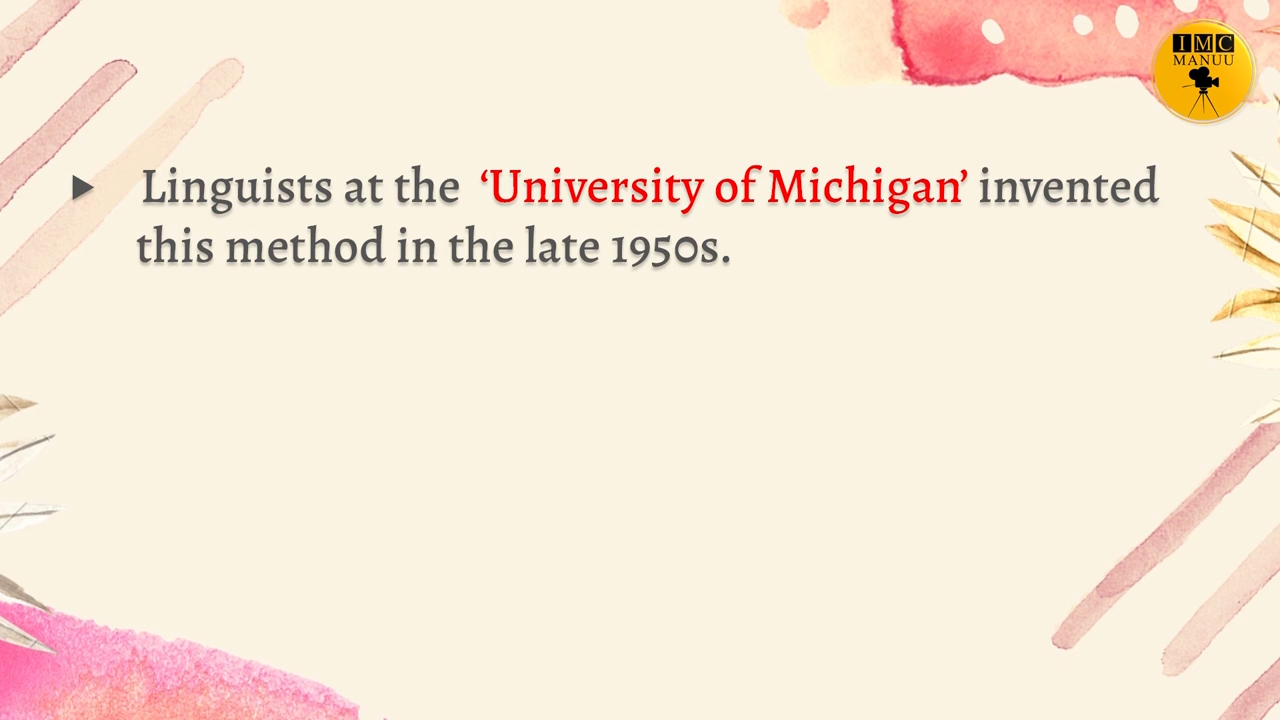 IMC
MANUU
▶ Linguists at the ‘University of Michigan’ invented
this method in the late 1950s.